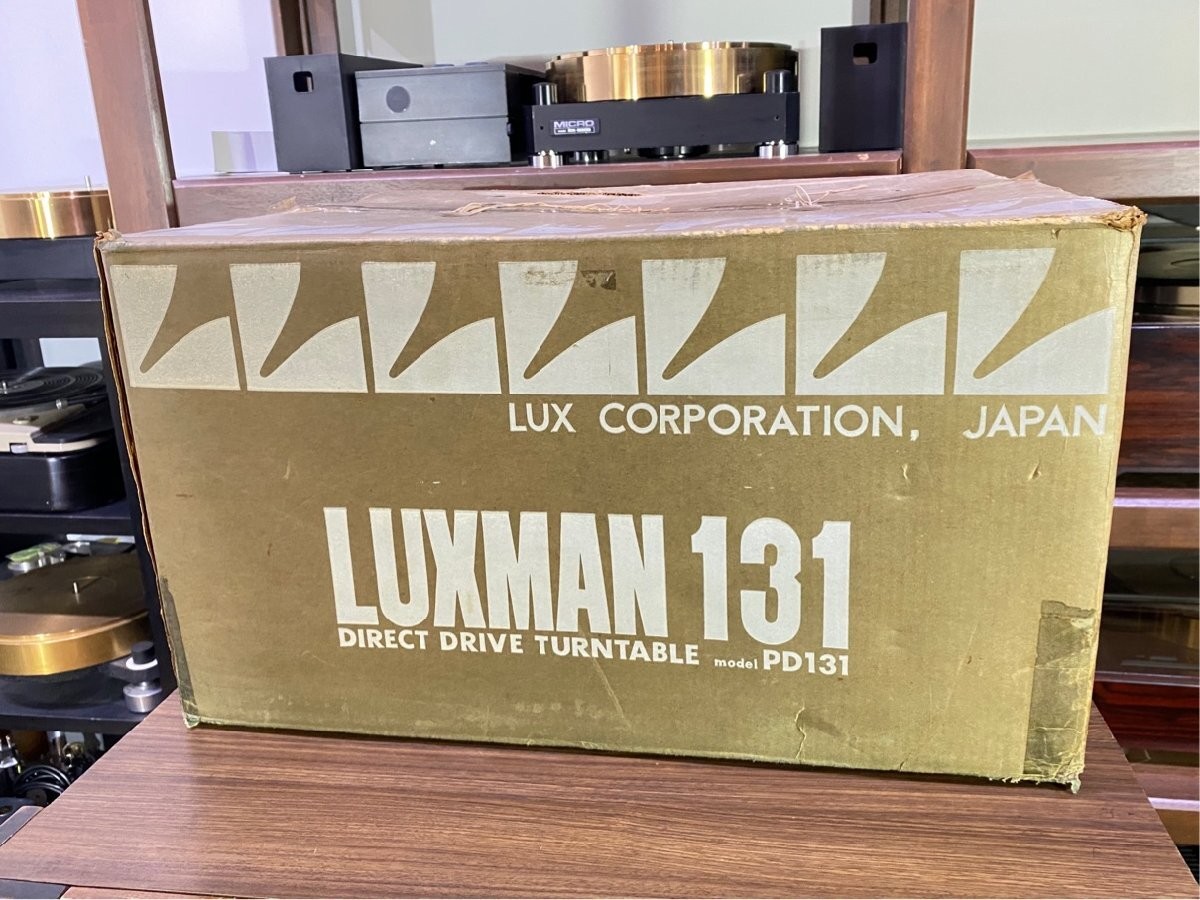 MICRO
LUX CORPORATION, JAPAN
LUXMAN 131
DIRECT DRIVE TURNTABLE model PD131